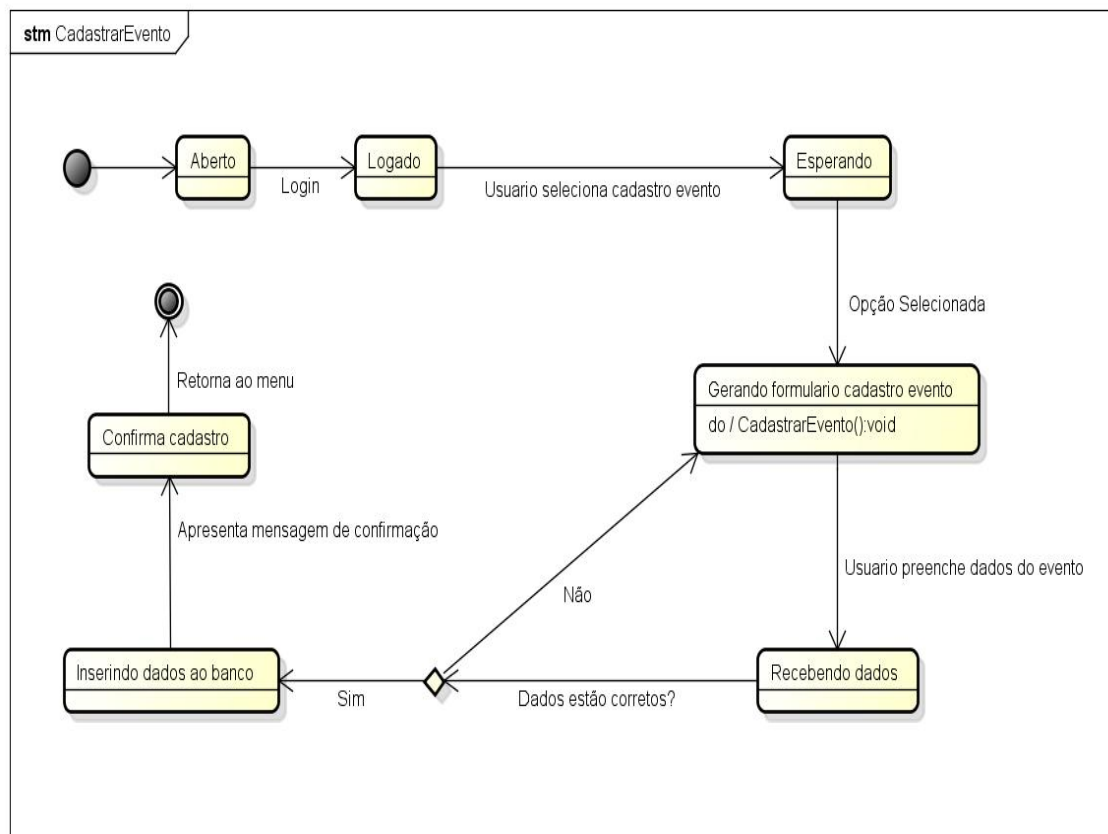 stm CadastrarEvento
Aberto
Login
Logado
Usuario seleciona cadastro evento
Esperando
Opção Selecionada
Gerando formulario cadastro evento
do / CadastrarEvento():void
Usuario preenche dados do evento
Recebendo dados
Dados estão corretos?
Não
Sim
Inserindo dados ao banco
Apresenta mensagem de confirmação
Confirma cadastro
Retorna ao menu